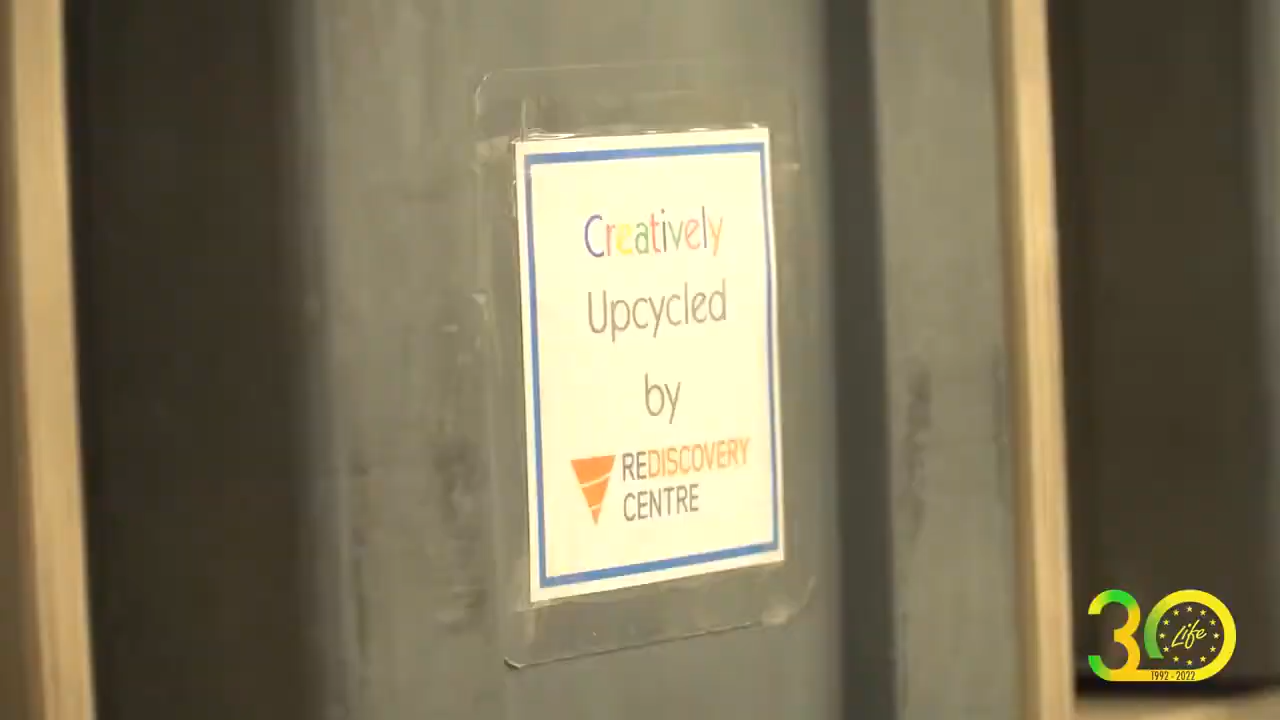 Creatively
Upcycled
by
REDISCOVERY
CENTRE
30
Life
1992 - 2022